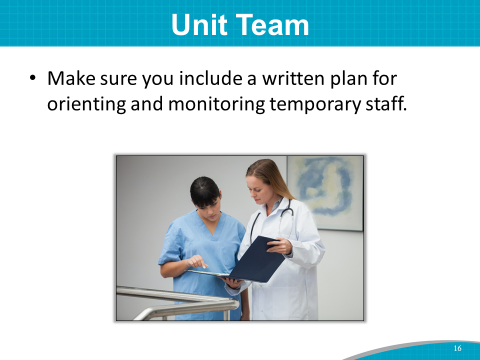 Unit Team
• Make sure you include a written plan for
orienting and monitoring temporary staff.
16